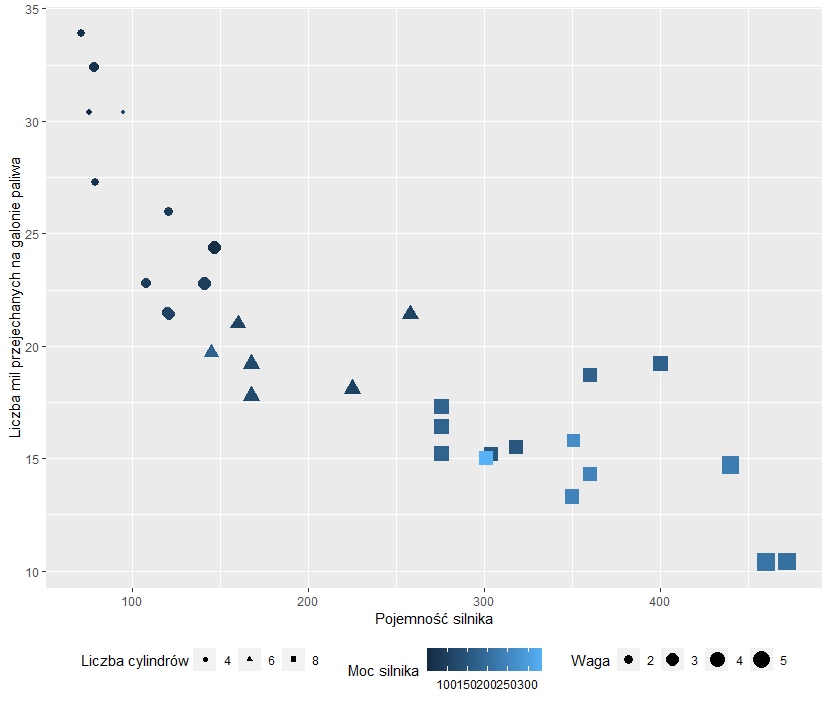 35
30
25
20
15
10
Liczba mil przejechanych na galonie paliwa
100 200 300 400
Pojemność silnika
Liczba cylindrów 4 6 8
Moc silnika 100150200250300
Waga 2 3 4 5